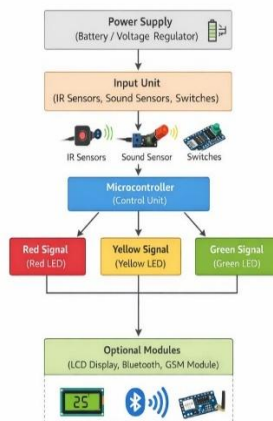 Power Supply
(Battery / Voltage Regulator)
Input Unit
(IR Sensors, Sound Sensors, Switches)
IR Sensors
Sound Sensor
Switches
Microcontroller
(Control Unit)
Red Signal
(Red LED)
Yellow Signal
(Yellow LED)
Green Signal
(Green LED)
Optional Modules
(LCD Display, Bluetooth, GSM Module)
25